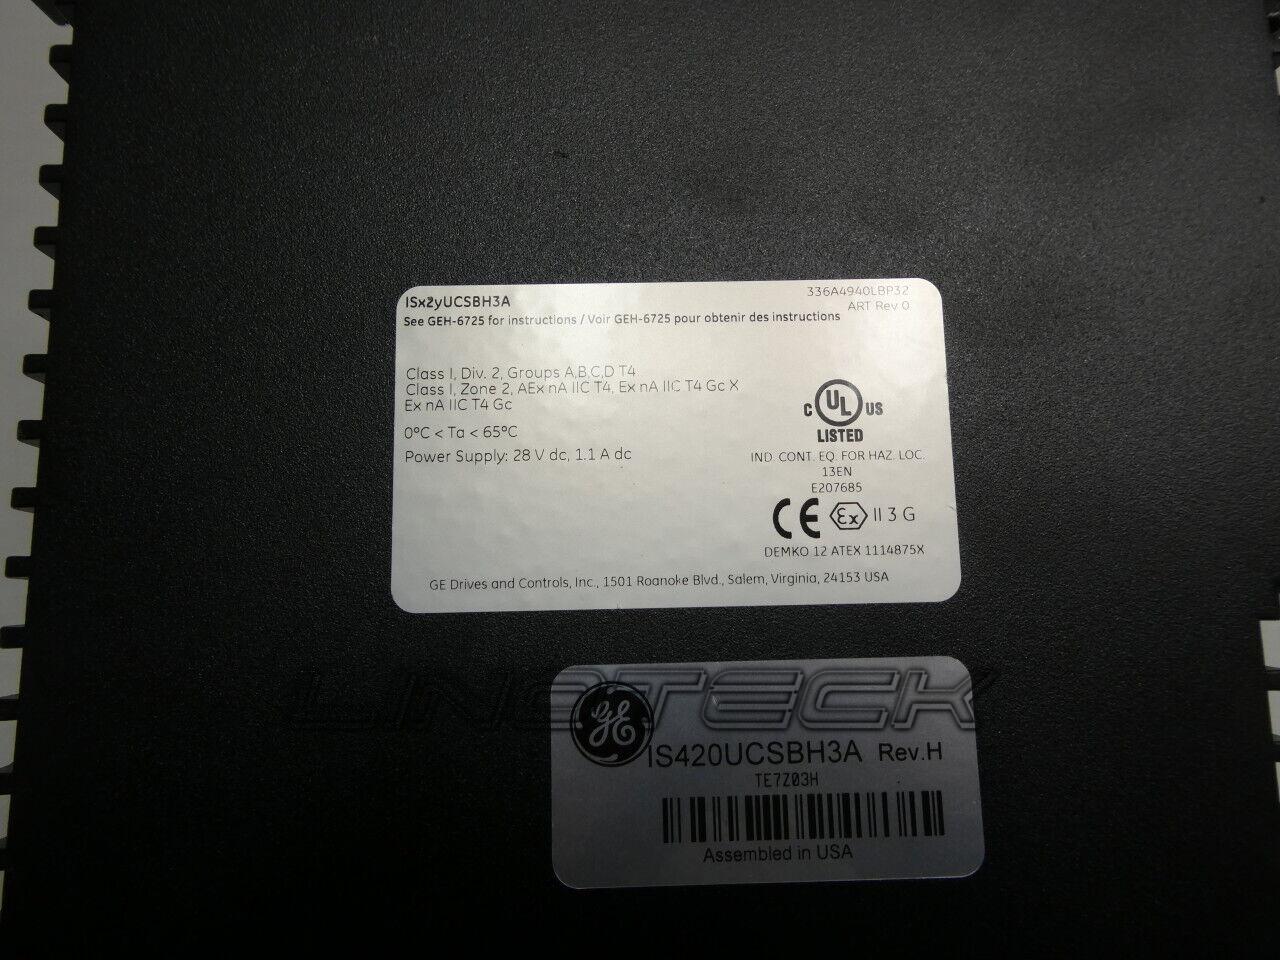 ISx2yUCSBH3A
336A4940LBP32
ART Rev 0
See GEH-6725 for instructions / Voir GEH-6725 pour obtenir des instructions
Class I, Div. 2, Groups A,B,C,D T4
Class I, Zone 2, AEx nA IIC T4, Ex nA IIC T4 Gc X
Ex nA IIC T4 Gc
0°C < Ta < 65°C
Power Supply: 28 V dc, 1.1 A dc
C UL US
LISTED
IND. CONT. EQ. FOR HAZ. LOC.
13EN
E207685
CE Ex II 3 G
DEMKO 12 ATEX 1114875X
GE Drives and Controls, Inc., 1501 Roanoke Blvd., Salem, Virginia, 24153 USA
LINOTECK
GE
IS420UCSBH3A Rev.H
TE7Z03H
Assembled in USA